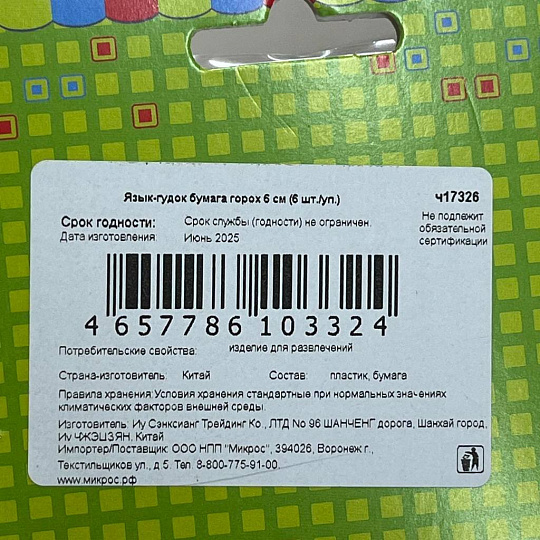 Язык-гудок бумага горох 6 см (6 шт./уп.) ч17326
Срок годности: Срок службы (годности) не ограничен. Не подлежит
обязательной
Дата изготовления: Июнь 2025 сертификации
4 657786 103324
Потребительские свойства: изделие для развлечений
Страна-изготовитель: Китай Состав: пластик, бумага
Правила хранения:Условия хранения стандартные при нормальных значениях
климатических факторов внешней среды.
Изготовитель: Иу Сэнксианг Трейдинг Ко., ЛТД No 96 ШАНЧЕНГ дорога, Шанхай город,
Иу ЧЖЭЦЗЯН, Китай
Импортер/Поставщик: ООО НПП "Микрос", 394026, Воронеж г.,
Текстильщиков ул., д.5. Тел. 8-800-775-91-00.
www.микрос.рф